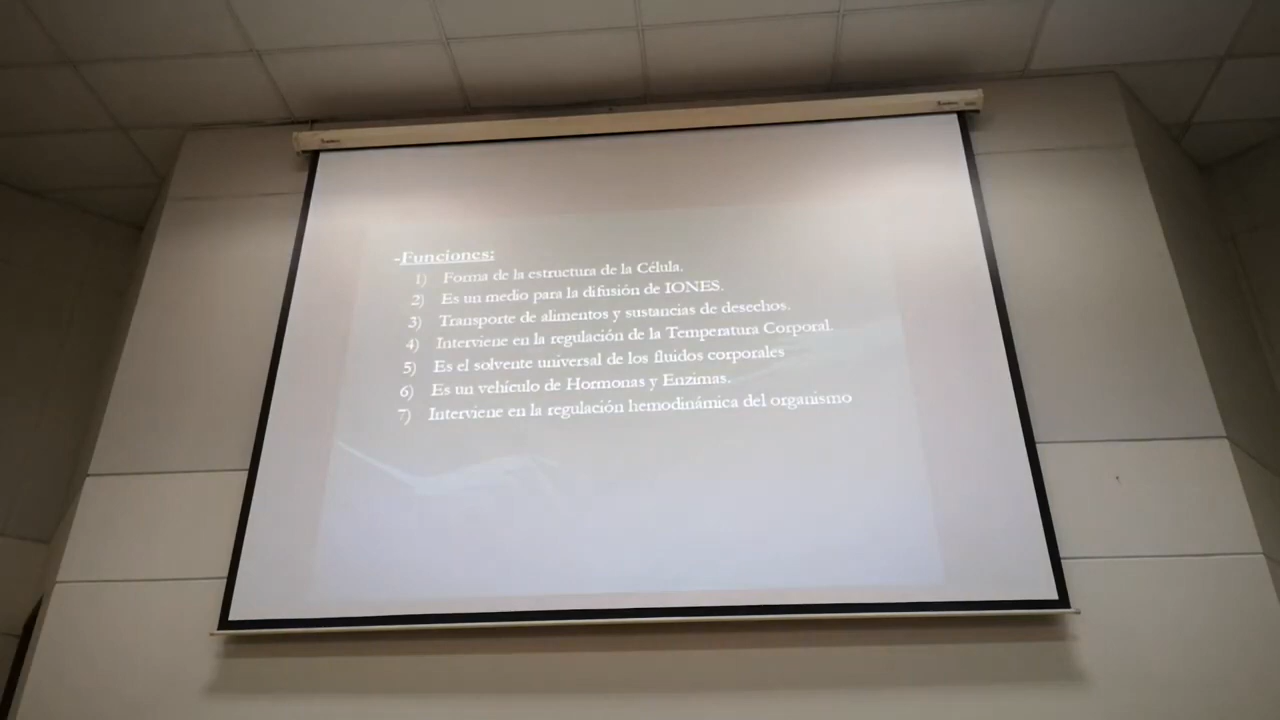 -Funciones:
1) Forma de la estructura de la Célula.
2) Es un medio para la difusión de IONES.
3) Transporte de alimentos y sustancias de desechos.
4) Interviene en la regulación de la Temperatura Corporal.
5) Es el solvente universal de los fluidos corporales
6) Es un vehículo de Hormonas y Enzimas.
7) Interviene en la regulación hemodinámica del organismo